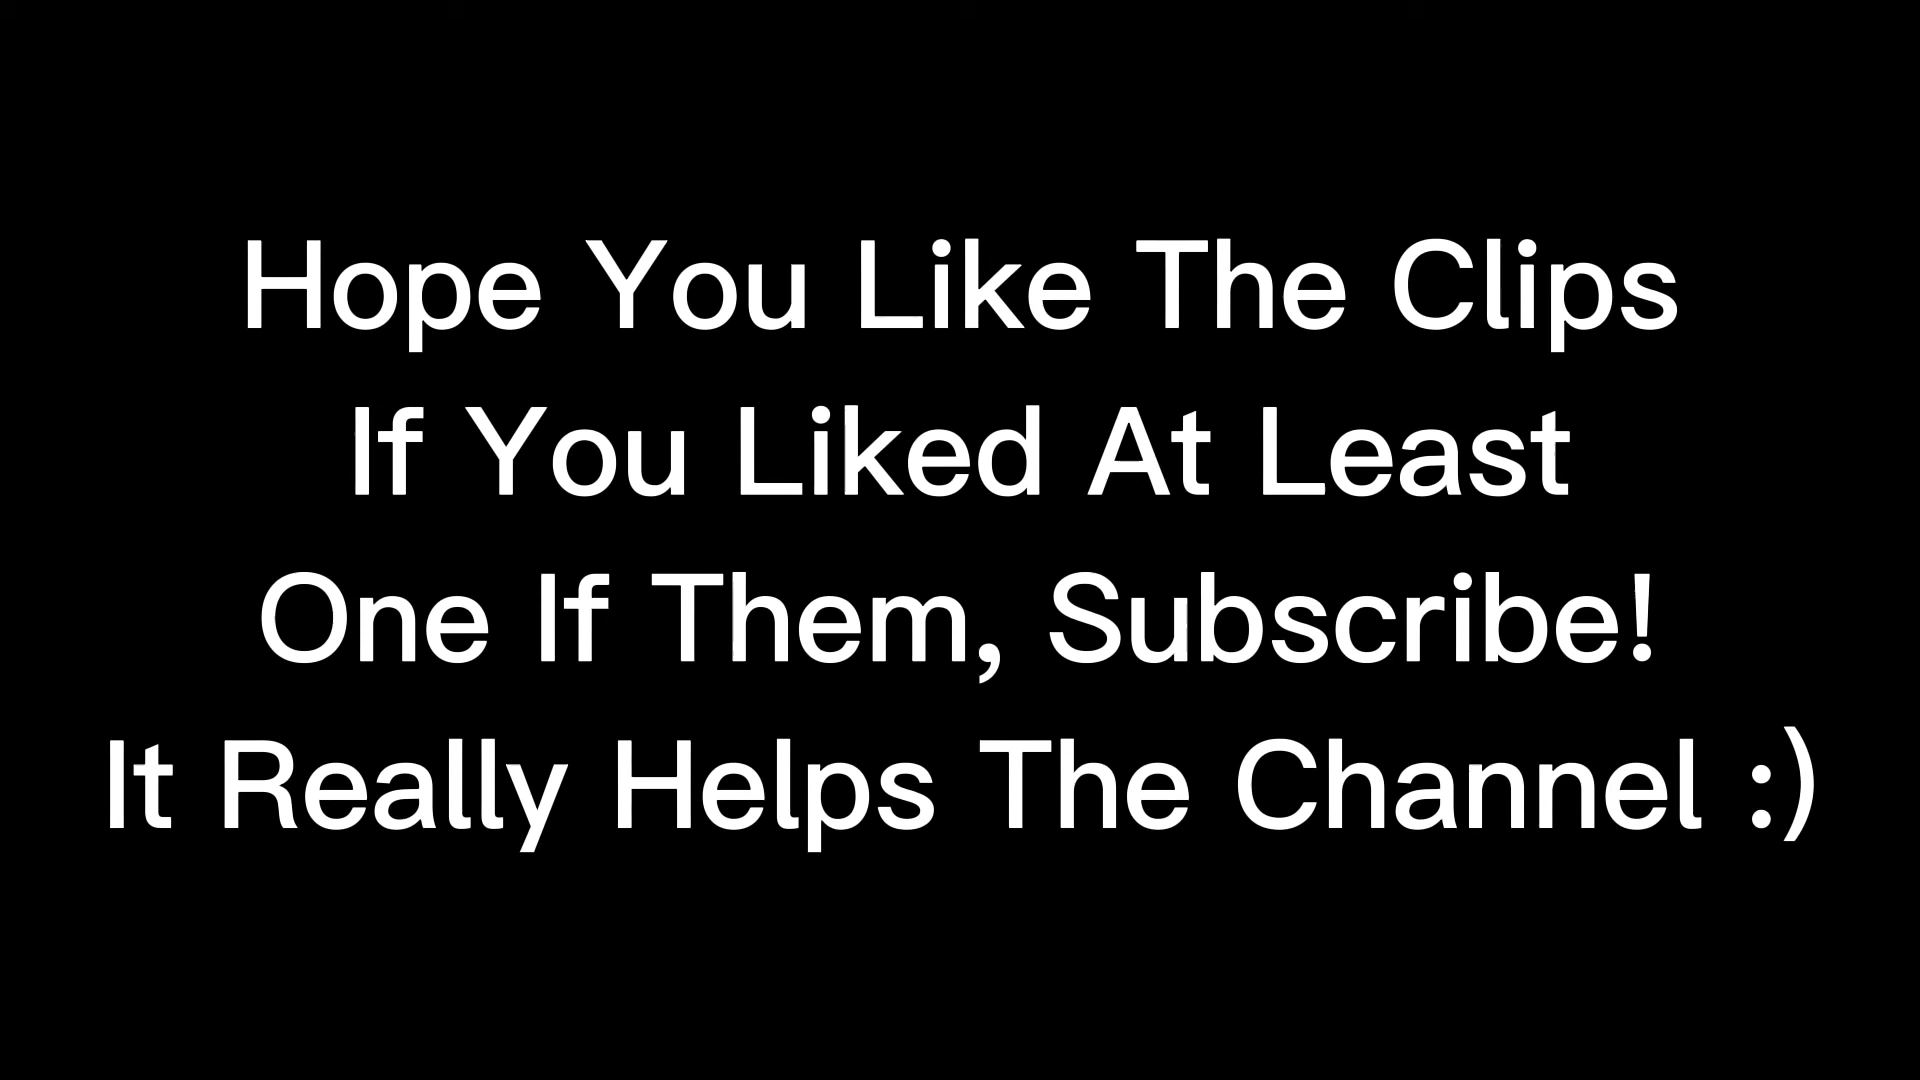 Hope You Like The Clips
If You Liked At Least
One If Them, Subscribe!
It Really Helps The Channel :)